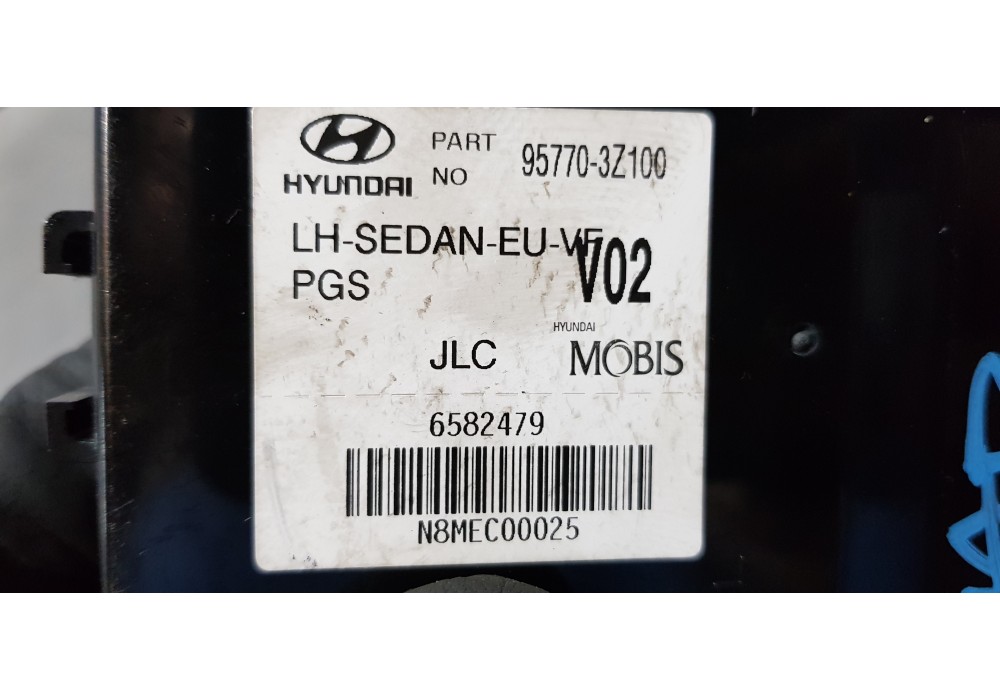 HYUNDAI
PART NO 95770-3Z100
LH-SEDAN-EU-VF
V02
PGS
HYUNDAI
MOBIS
JLC
6582479
N8MEC00025